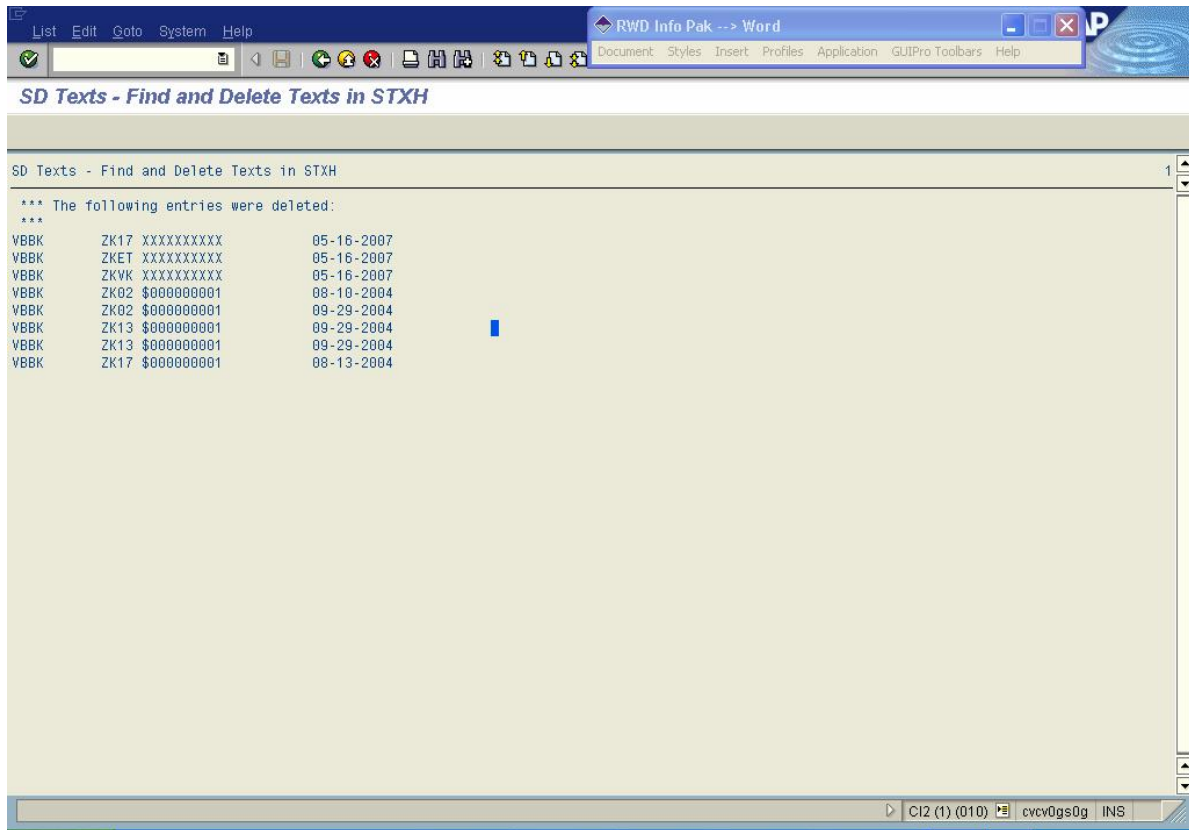 List Edit Goto System Help
RWD Info Pak --> Word
Document Styles Insert Profiles Application GUIPro Toolbars Help
SD Texts - Find and Delete Texts in STXH
SD Texts - Find and Delete Texts in STXH 1
*** The following entries were deleted:
***
VBBK ZK17 XXXXXXXXXX 05-16-2007
VBBK ZKET XXXXXXXXXX 05-16-2007
VBBK ZKVK XXXXXXXXXX 05-16-2007
VBBK ZK02 $000000001 08-10-2004
VBBK ZK02 $000000001 09-29-2004
VBBK ZK13 $000000001 09-29-2004
VBBK ZK13 $000000001 09-29-2004
VBBK ZK17 $000000001 08-13-2004
CI2 (1) (010) cvcv0gs0g INS